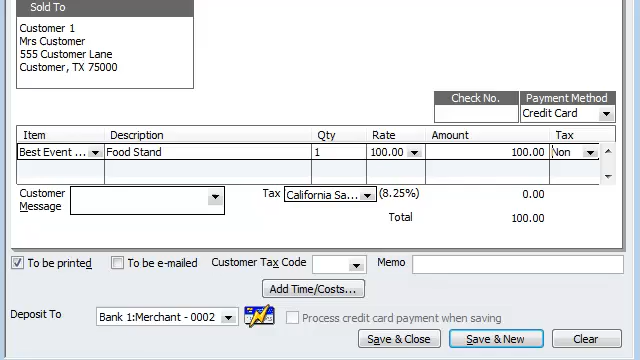 Sold To
Customer 1
Mrs Customer
555 Customer Lane
Customer, TX 75000
Check No. Payment Method
Credit Card
Item Description Qty Rate Amount Tax
Best Event ... Food Stand 1 100.00 100.00 Non
Customer Message Tax California Sa... (8.25%) 0.00
Total 100.00
To be printed To be e-mailed Customer Tax Code Memo
Add Time/Costs...
Deposit To Bank 1:Merchant - 0002 Process credit card payment when saving
Save & Close Save & New Clear